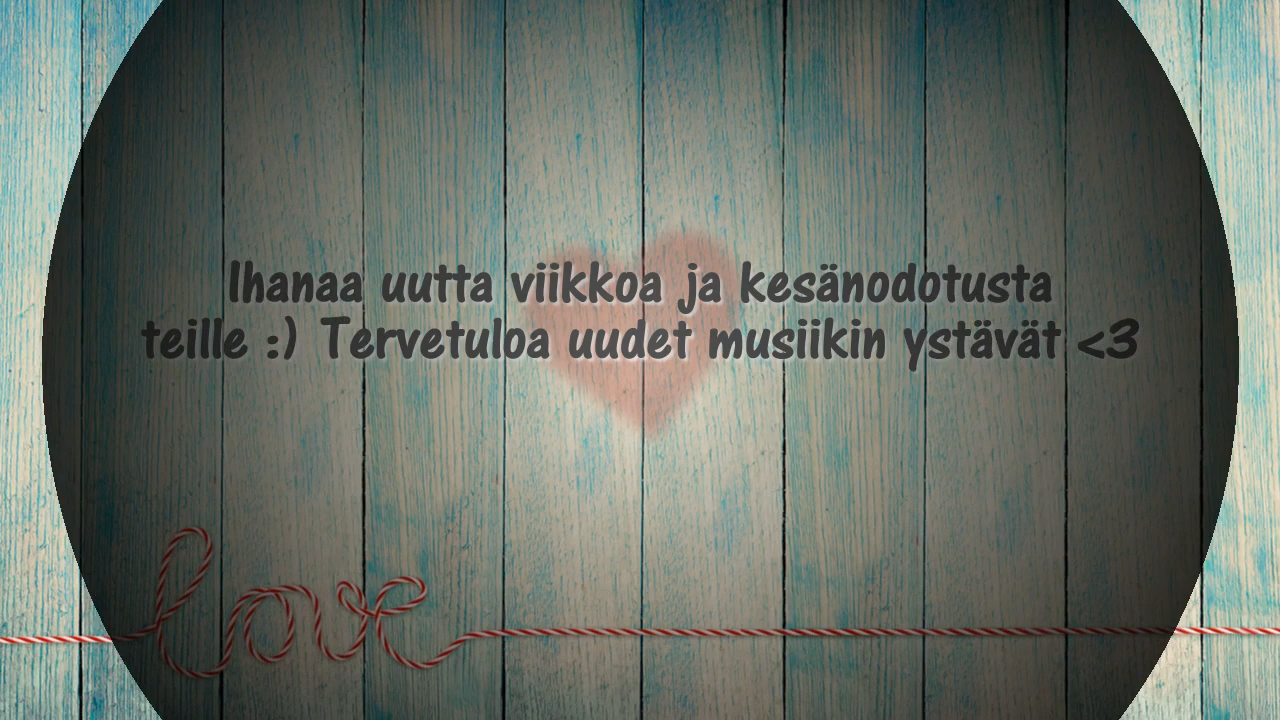 Ihanaa uutta viikkoa ja kesänodotusta
teille :) Tervetuloa uudet musiikin ystävät <3
love